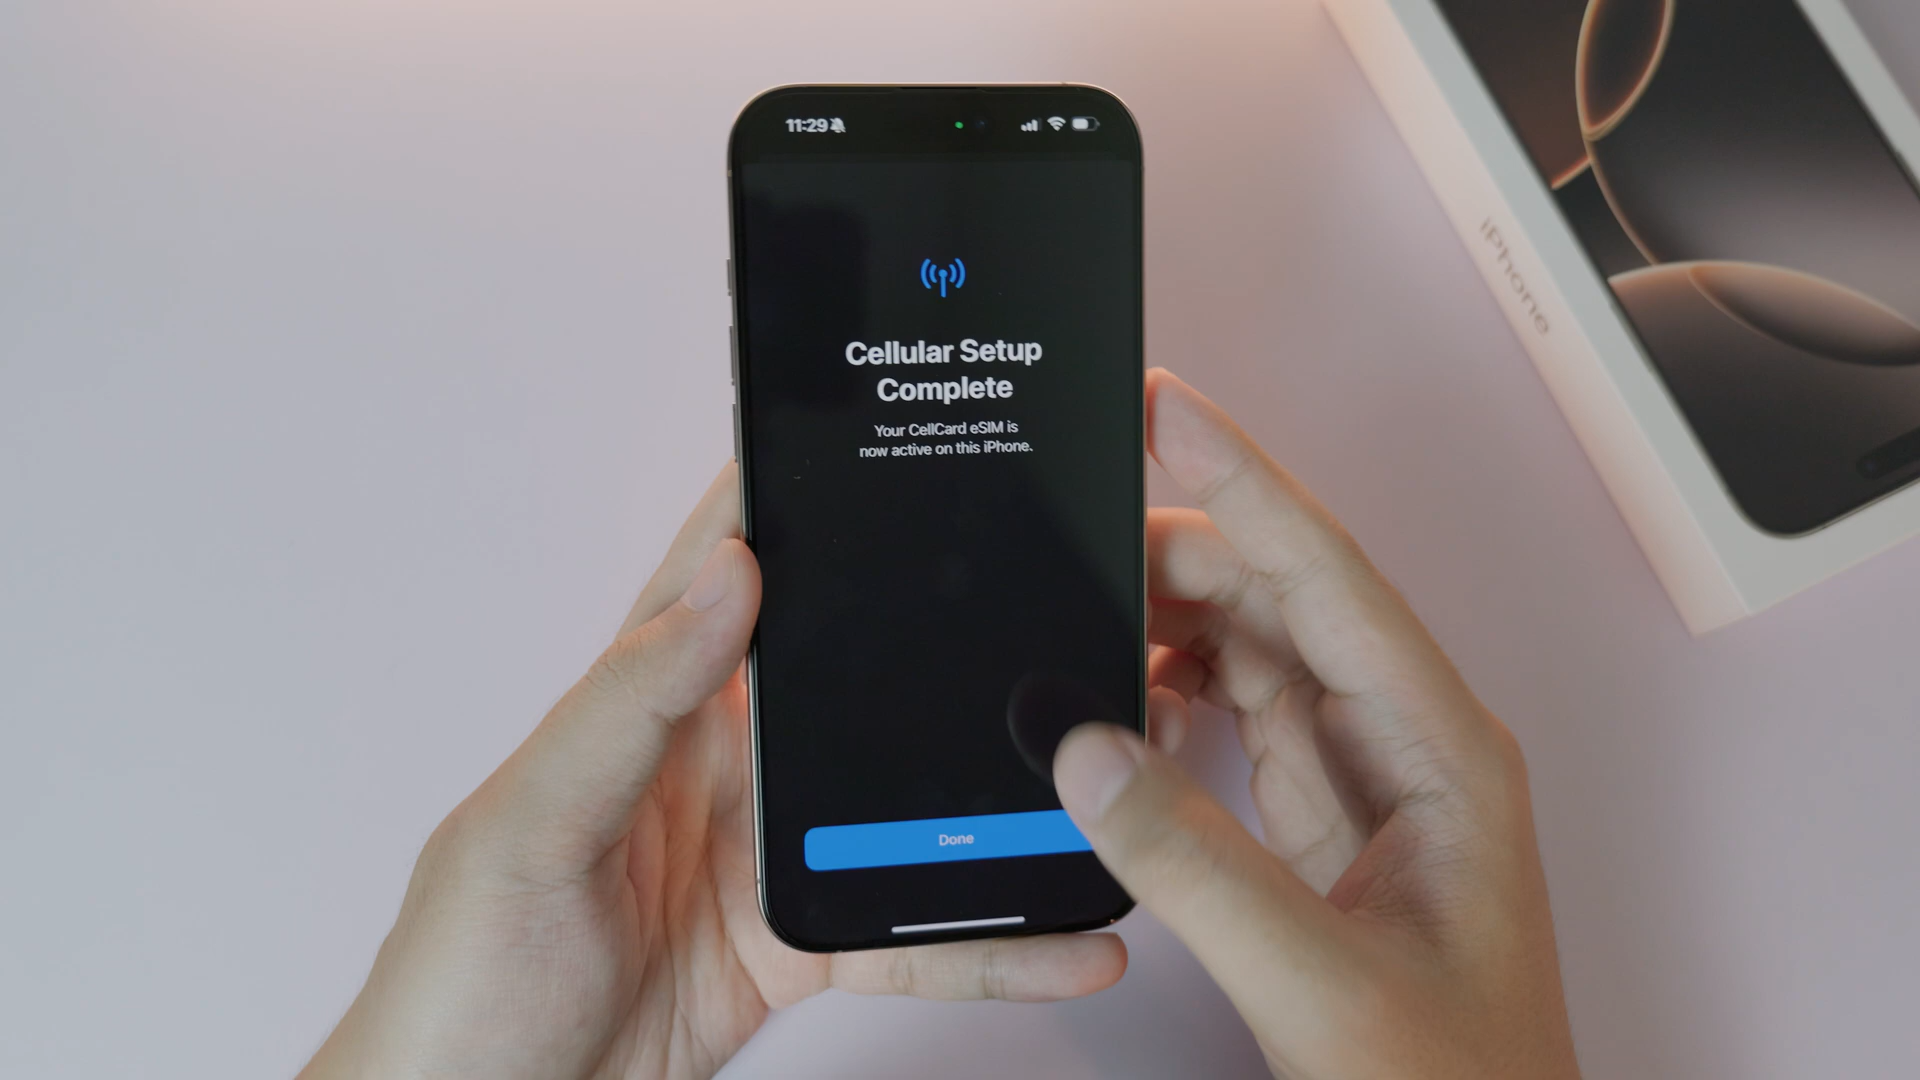 11:29
Cellular Setup
Complete
Your CellCard eSIM is
now active on this iPhone.
Done
iPhone